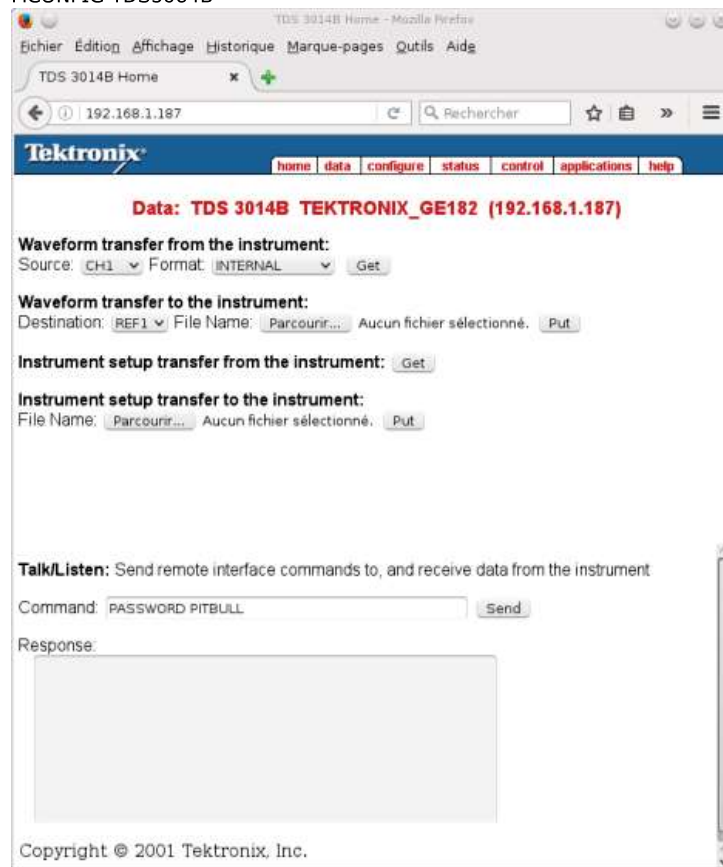 TDS 3014B Home - Mozilla Firefox
Fichier Édition Affichage Historique Marque-pages Outils Aide
TDS 3014B Home
192.168.1.187 Rechercher
Tektronix
home data configure status control applications help
Data: TDS 3014B TEKTRONIX_GE182 (192.168.1.187)
Waveform transfer from the instrument:
Source: CH1 Format: INTERNAL Get
Waveform transfer to the instrument:
Destination: REF1 File Name: Parcourir... Aucun fichier sélectionné. Put
Instrument setup transfer from the instrument: Get
Instrument setup transfer to the instrument:
File Name: Parcourir... Aucun fichier sélectionné. Put
Talk/Listen: Send remote interface commands to, and receive data from the instrument
Command: PASSWORD PITBULL Send
Response:
Copyright © 2001 Tektronix, Inc.